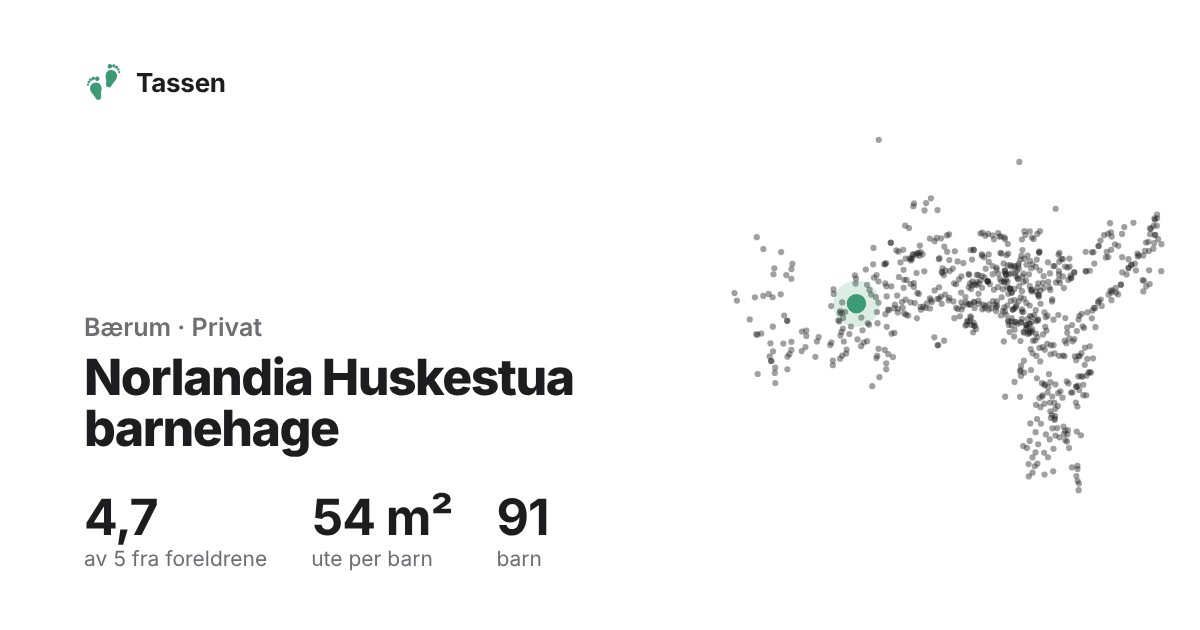 Tassen
Bærum · Privat
Norlandia Huskestua
barnehage
4,7
av 5 fra foreldrene
54 m²
ute per barn
91
barn